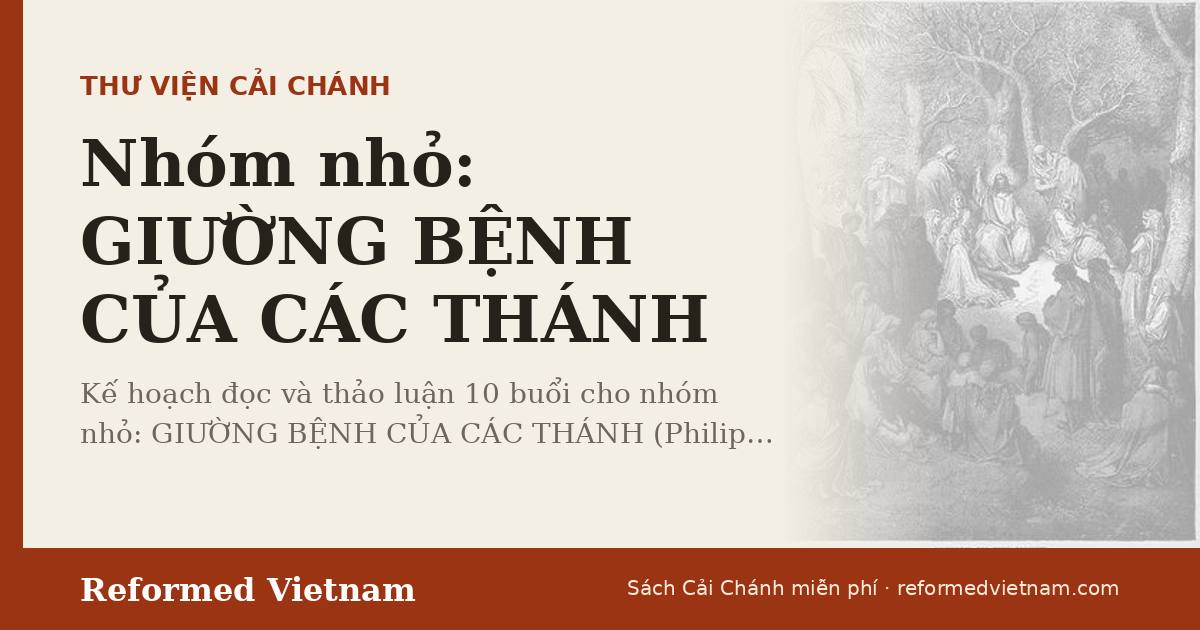 THƯ VIỆN CẢI CHÁNH
Nhóm nhỏ:
GIƯỜNG BỆNH
CỦA CÁC THÁNH
Kế hoạch đọc và thảo luận 10 buổi cho nhóm
nhỏ: GIƯỜNG BỆNH CỦA CÁC THÁNH (Philip…
Reformed Vietnam
Sách Cải Chánh miễn phí · reformedvietnam.com